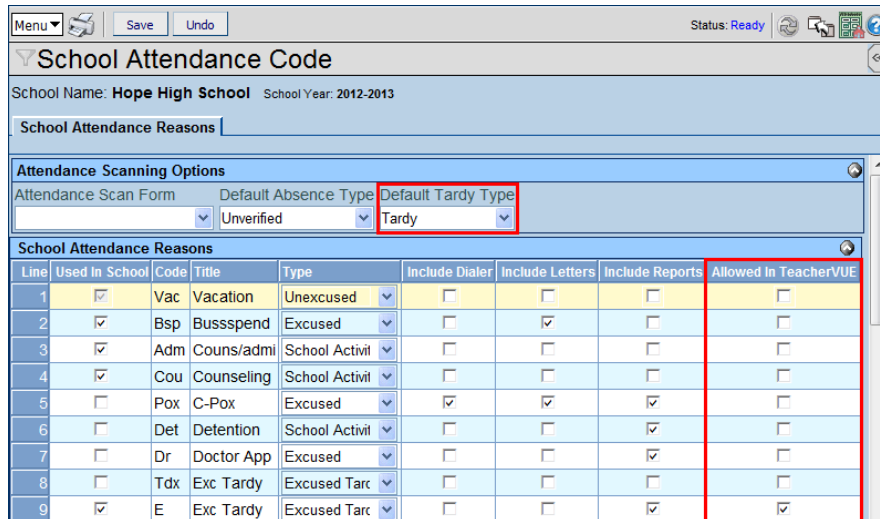 Menu Save Undo Status: Ready
School Attendance Code
School Name: Hope High School School Year: 2012-2013
School Attendance Reasons
Attendance Scanning Options
Attendance Scan Form Default Absence Type Default Tardy Type
Unverified Tardy
School Attendance Reasons
Line Used In School Code Title Type Include Dialer Include Letters Include Reports Allowed In TeacherVUE
1 Vac Vacation Unexcused
2 Bsp Bussspend Excused
3 Adm Couns/admi School Activit
4 Cou Counseling School Activit
5 Pox C-Pox Excused
6 Det Detention School Activit
7 Dr Doctor App Excused
8 Tdx Exc Tardy Excused Tarc
9 E Exc Tardy Excused Tarc